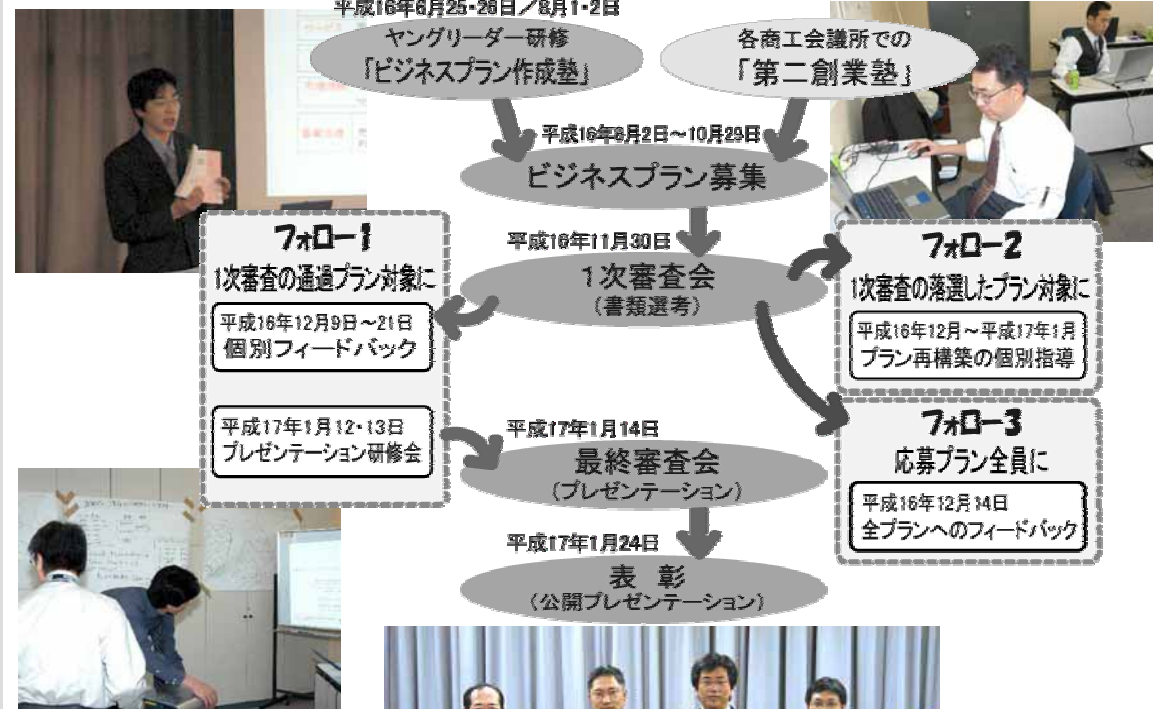 平成16年6月25・26日／8月1・2日
ヤングリーダー研修
「ビジネスプラン作成塾」
各商工会議所での
「第二創業塾」
平成16年8月2日～10月29日
ビジネスプラン募集
平成16年11月30日
1次審査会
（書類選考）
フォロー1
1次審査の通過プラン対象に
平成16年12月9日～21日
個別フィードバック
平成17年1月12・13日
プレゼンテーション研修会
フォロー2
1次審査の落選したプラン対象に
平成16年12月～平成17年1月
プラン再構築の個別指導
フォロー3
応募プラン全員に
平成16年12月14日
全プランへのフィードバック
平成17年1月14日
最終審査会
（プレゼンテーション）
平成17年1月24日
表 彰
（公開プレゼンテーション）